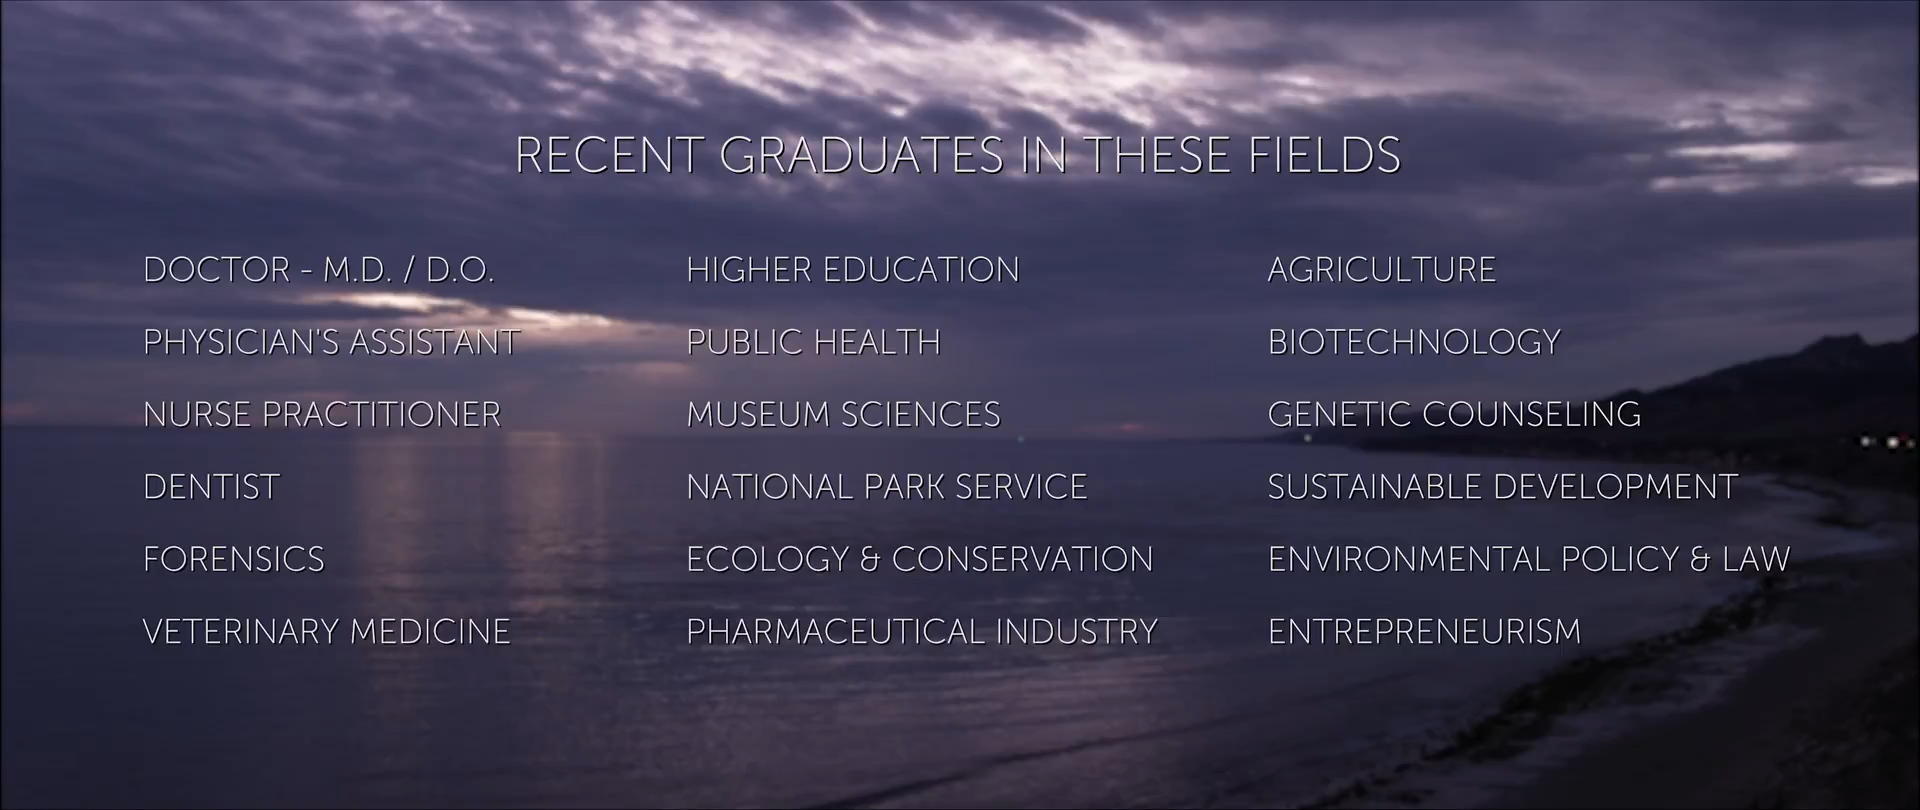 RECENT GRADUATES IN THESE FIELDS
DOCTOR - M.D. / D.O.
PHYSICIAN'S ASSISTANT
NURSE PRACTITIONER
DENTIST
FORENSICS
VETERINARY MEDICINE
HIGHER EDUCATION
PUBLIC HEALTH
MUSEUM SCIENCES
NATIONAL PARK SERVICE
ECOLOGY & CONSERVATION
PHARMACEUTICAL INDUSTRY
AGRICULTURE
BIOTECHNOLOGY
GENETIC COUNSELING
SUSTAINABLE DEVELOPMENT
ENVIRONMENTAL POLICY & LAW
ENTREPRENEURISM